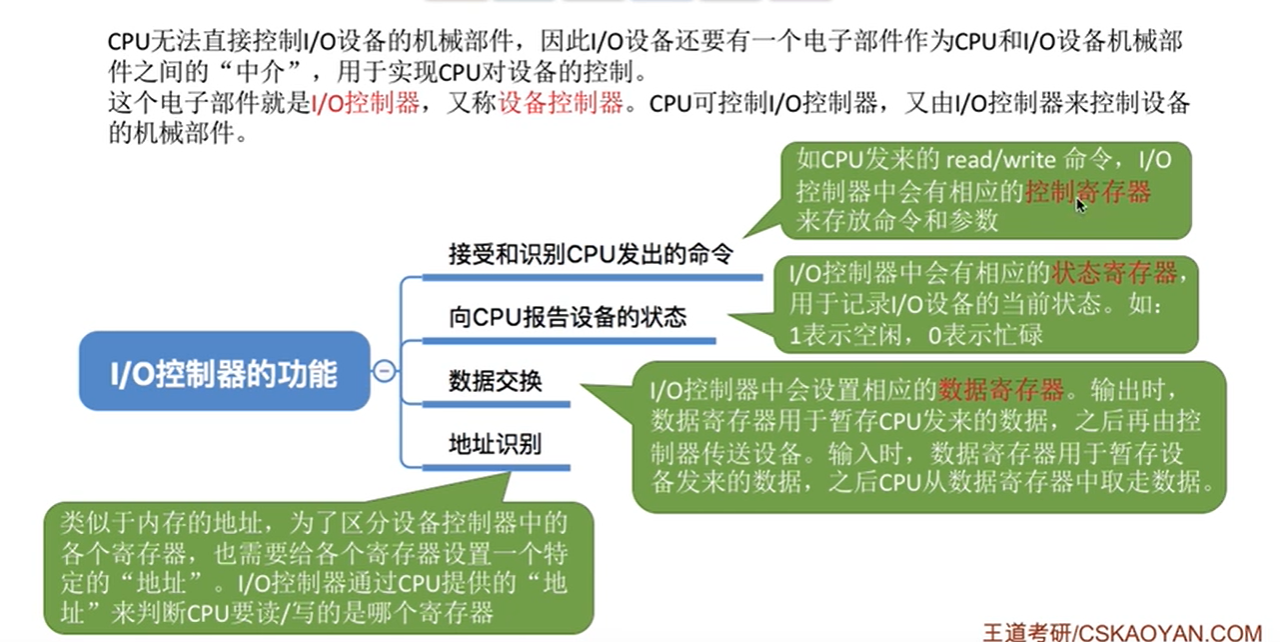 CPU无法直接控制I/O设备的机械部件，因此I/O设备还要有一个电子部件作为CPU和I/O设备机械部
件之间的“中介”，用于实现CPU对设备的控制。
这个电子部件就是I/O控制器，又称设备控制器。CPU可控制I/O控制器，又由I/O控制器来控制设备
的机械部件。
如CPU发来的 read/write 命令，I/O
控制器中会有相应的控制寄存器
来存放命令和参数
接受和识别CPU发出的命令
I/O控制器中会有相应的状态寄存器，
用于记录I/O设备的当前状态。如：
1表示空闲，0表示忙碌
向CPU报告设备的状态
I/O控制器的功能
数据交换
I/O控制器中会设置相应的数据寄存器。输出时，
数据寄存器用于暂存CPU发来的数据，之后再由控
制器传送设备。输入时，数据寄存器用于暂存设
备发来的数据，之后CPU从数据寄存器中取走数据。
地址识别
类似于内存的地址，为了区分设备控制器中的
各个寄存器，也需要给各个寄存器设置一个特
定的“地址”。I/O控制器通过CPU提供的“地
址”来判断CPU要读/写的是哪个寄存器
王道考研/CSKAOYAN.COM